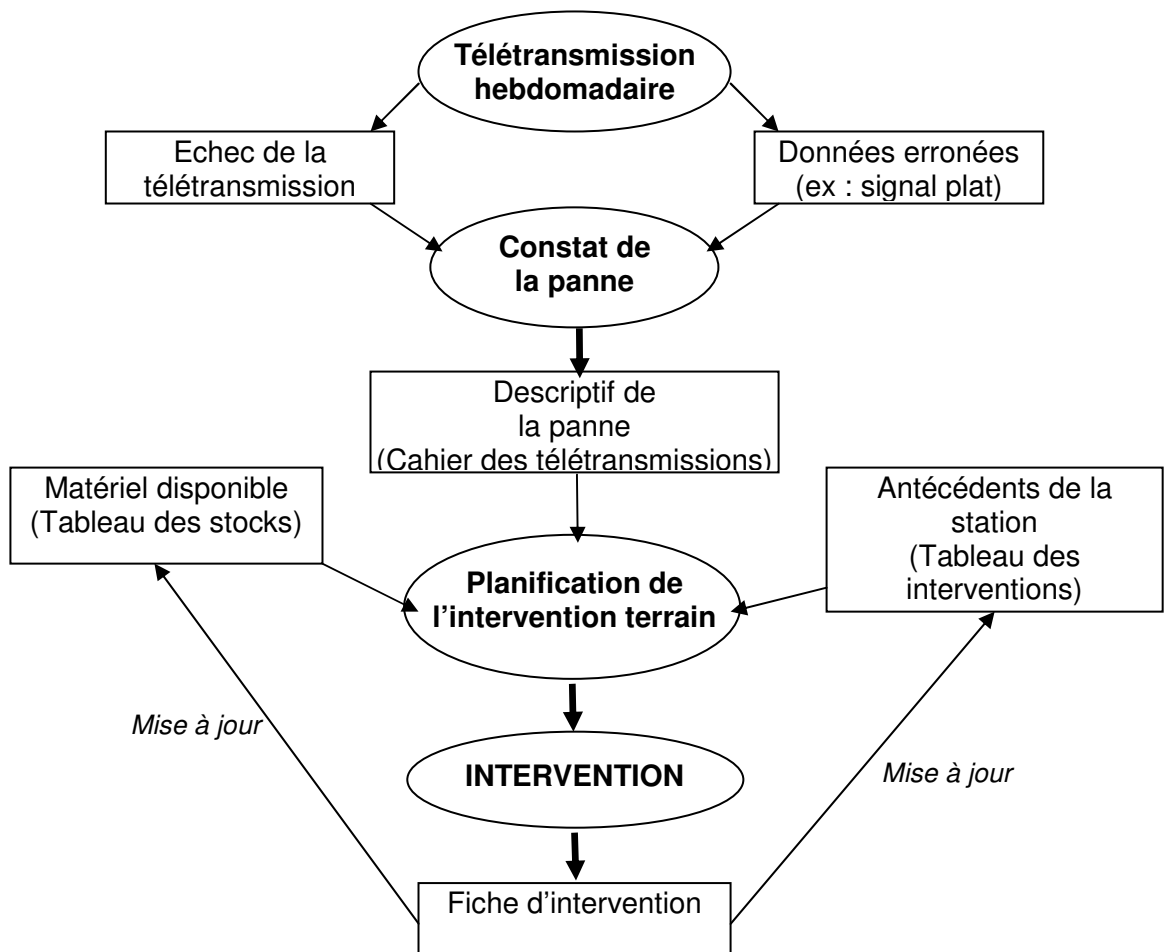 Télétransmission
hebdomadaire
Echec de la
télétransmission
Données erronées
(ex : signal plat)
Constat de
la panne
Descriptif de
la panne
(Cahier des télétransmissions)
Matériel disponible
(Tableau des stocks)
Antécédents de la
station
(Tableau des
interventions)
Planification de
l'intervention terrain
Mise à jour
INTERVENTION
Mise à jour
Fiche d'intervention